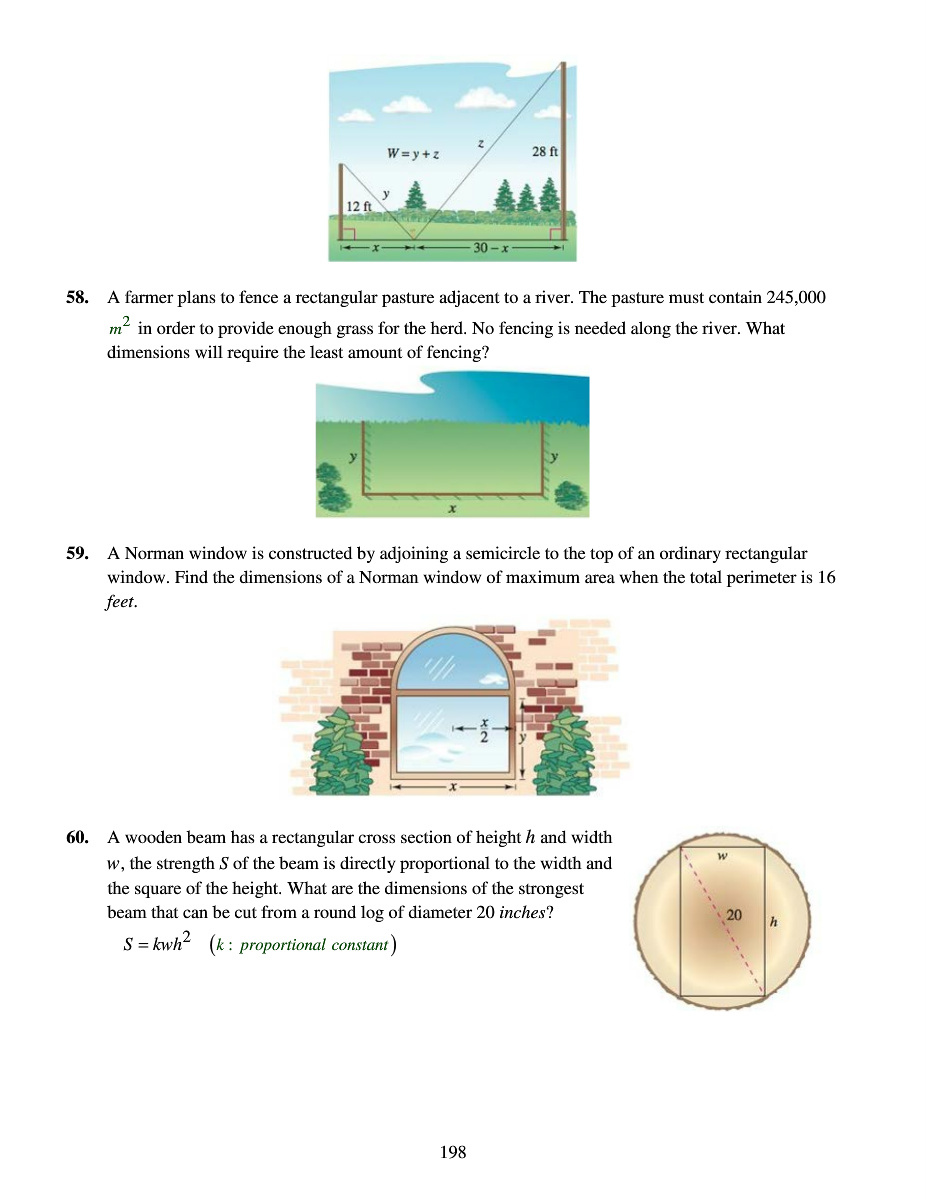 W = y + z
z
28 ft
y
12 ft
x
30 – x
58. A farmer plans to fence a rectangular pasture adjacent to a river. The pasture must contain 245,000
m² in order to provide enough grass for the herd. No fencing is needed along the river. What
dimensions will require the least amount of fencing?
y
y
x
59. A Norman window is constructed by adjoining a semicircle to the top of an ordinary rectangular
window. Find the dimensions of a Norman window of maximum area when the total perimeter is 16
feet.
x/2
y
x
60. A wooden beam has a rectangular cross section of height h and width
w, the strength S of the beam is directly proportional to the width and
the square of the height. What are the dimensions of the strongest
beam that can be cut from a round log of diameter 20 inches?
S = kwh² (k : proportional constant)
w
20
h
198